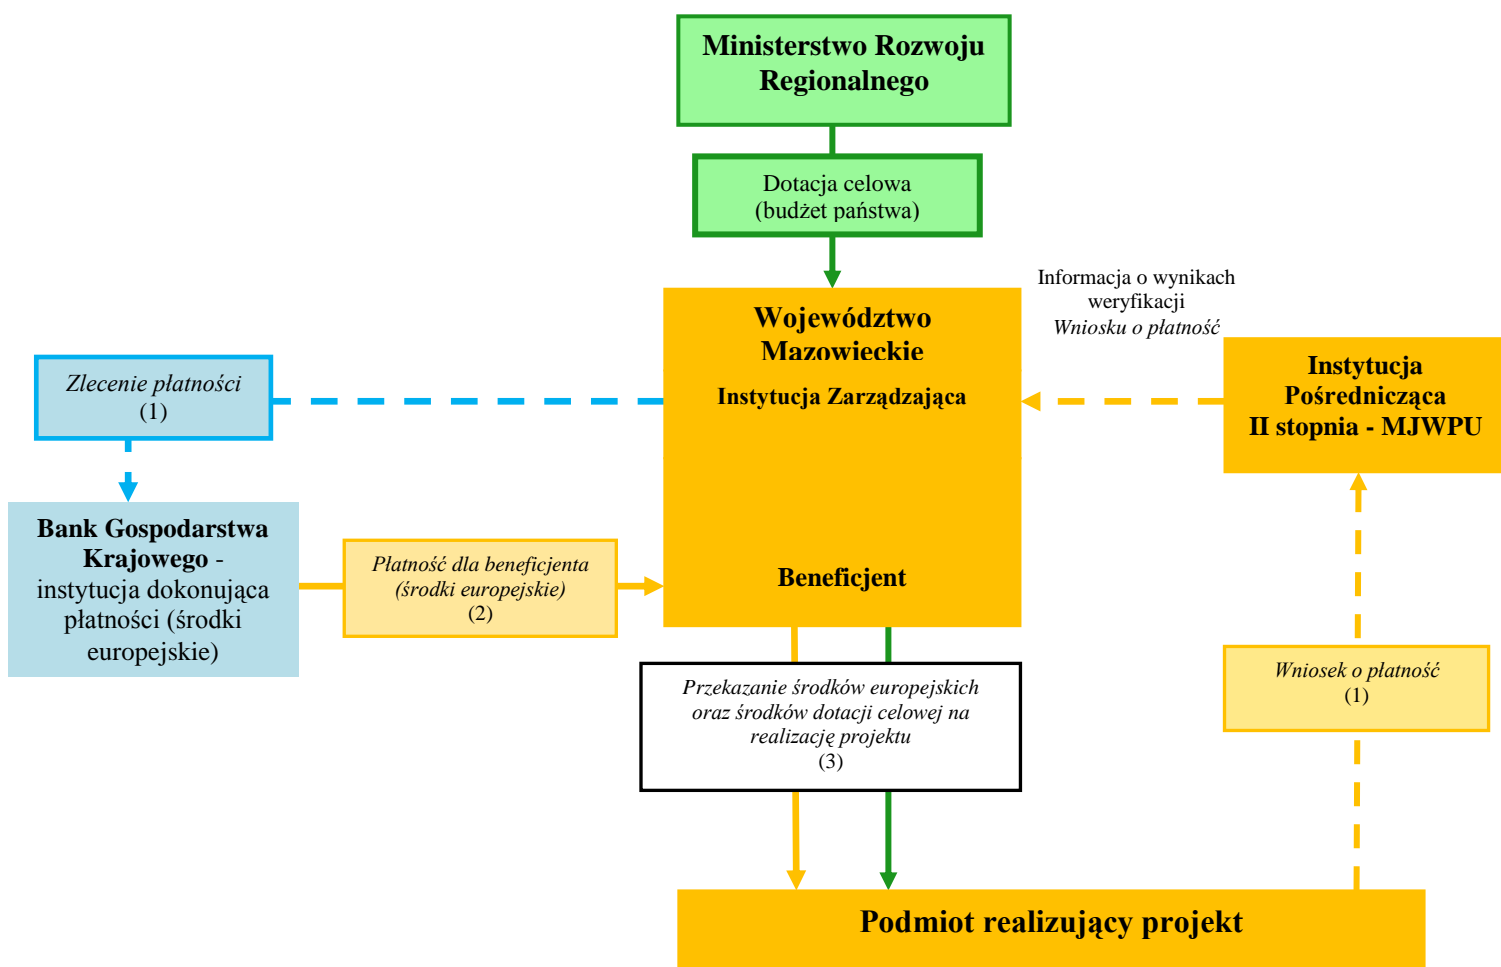 Ministerstwo Rozwoju
Regionalnego
Dotacja celowa
(budżet państwa)
Informacja o wynikach
weryfikacji
Wniosku o płatność
Województwo
Mazowieckie
Instytucja Zarządzająca
Zlecenie płatności
(1)
Instytucja
Pośrednicząca
II stopnia - MJWPU
Bank Gospodarstwa
Krajowego -
instytucja dokonująca
płatności (środki
europejskie)
Płatność dla beneficjenta
(środki europejskie)
(2)
Beneficjent
Przekazanie środków europejskich
oraz środków dotacji celowej na
realizację projektu
(3)
Wniosek o płatność
(1)
Podmiot realizujący projekt